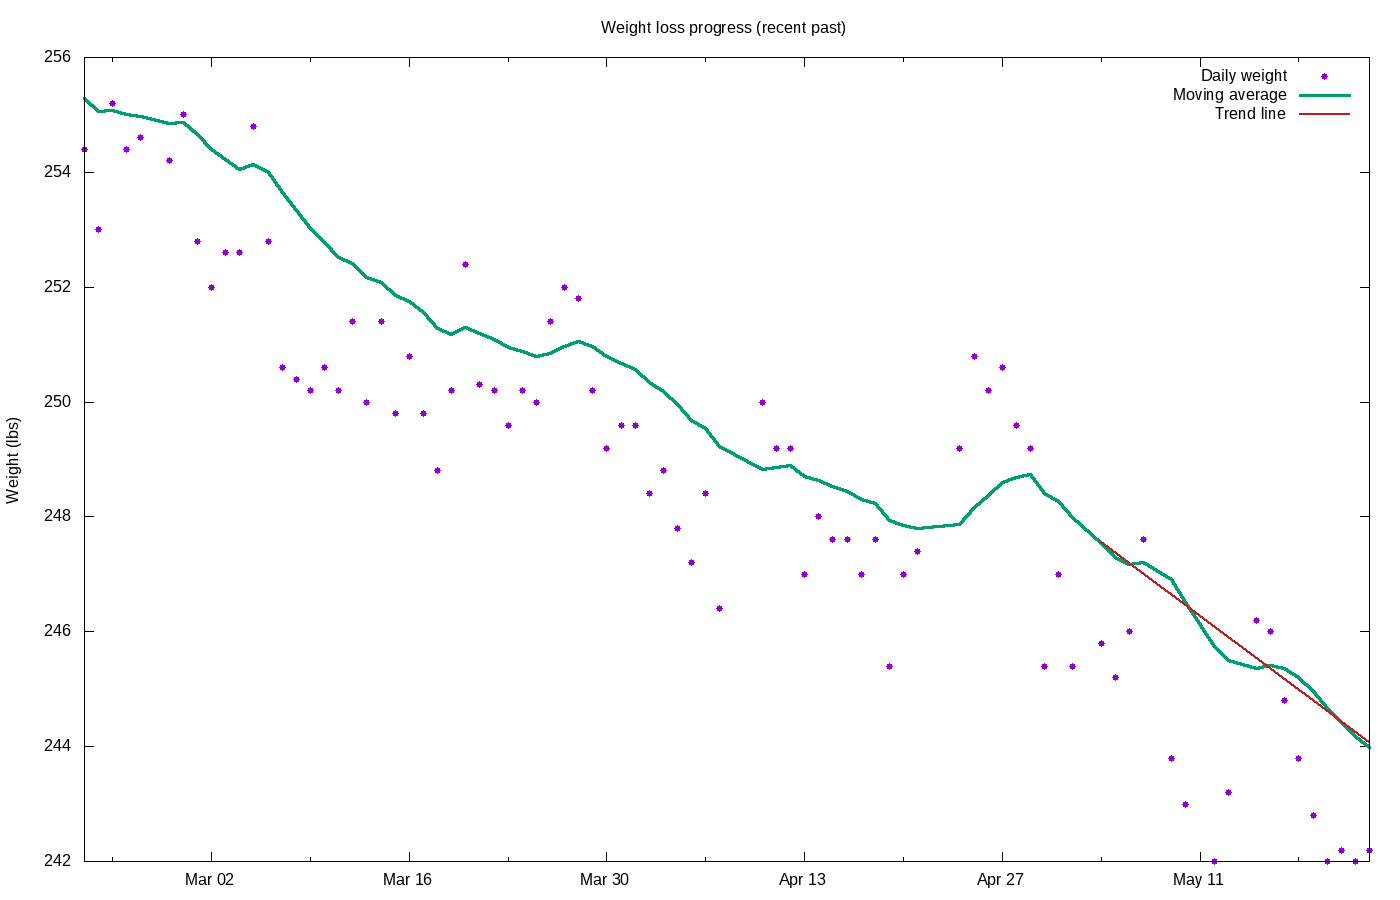 Weight loss progress (recent past)
256
254
252
250
248
246
244
242
Weight (lbs)
Daily weight
Moving average
Trend line
Mar 02
Mar 16
Mar 30
Apr 13
Apr 27
May 11